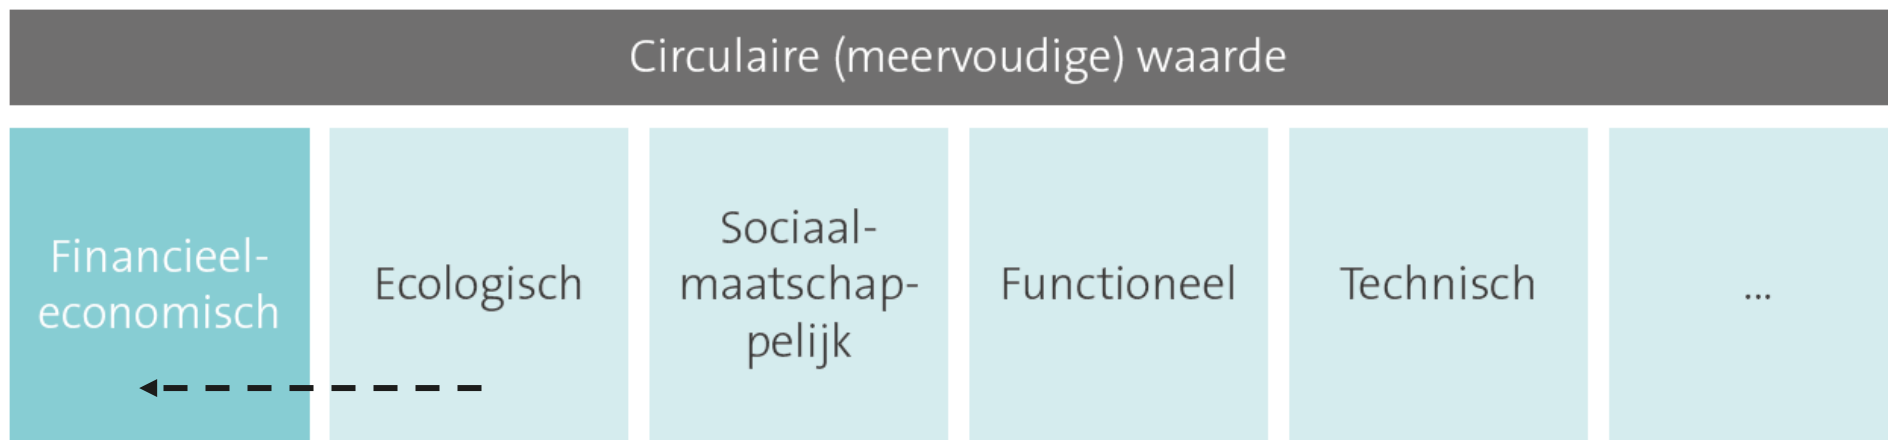 Circulaire (meervoudige) waarde
Financieel-
economisch
Ecologisch
Sociaal-
maatschap-
pelijk
Functioneel
Technisch
...